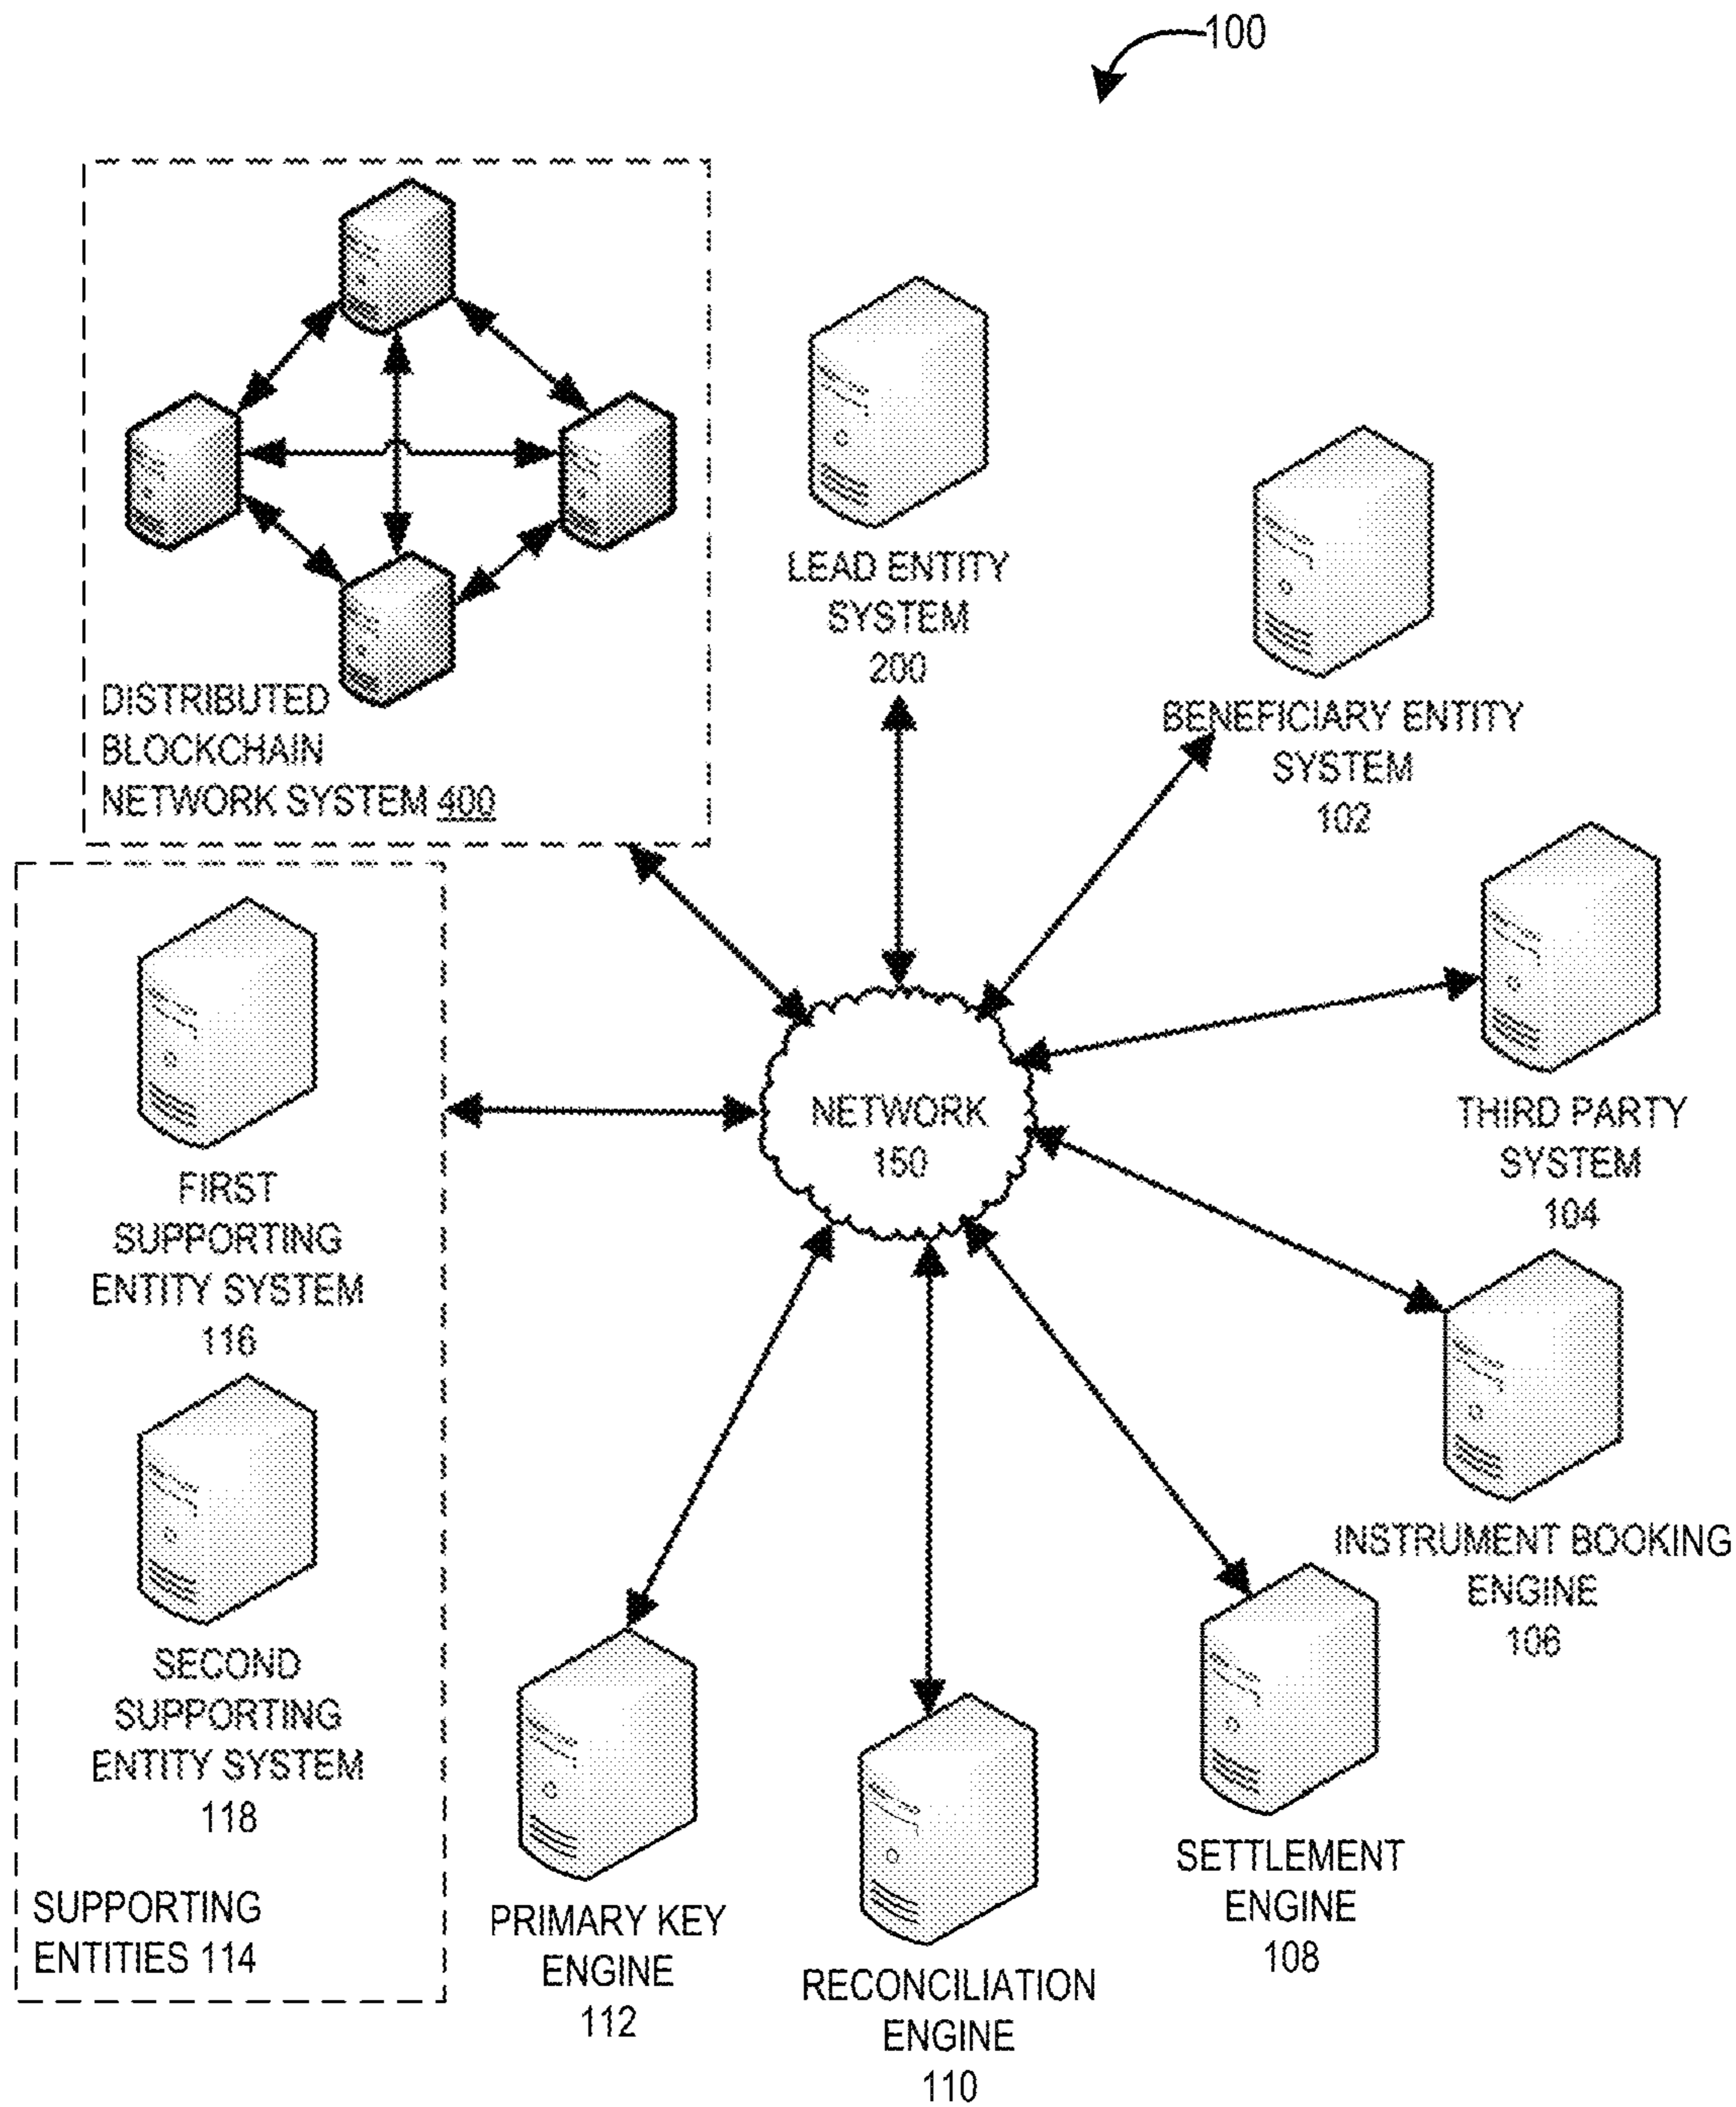 100
DISTRIBUTED
BLOCKCHAIN
NETWORK SYSTEM 400
LEAD ENTITY
SYSTEM
200
BENEFICIARY ENTITY
SYSTEM
102
THIRD PARTY
SYSTEM
104
NETWORK
150
FIRST
SUPPORTING
ENTITY SYSTEM
116
SECOND
SUPPORTING
ENTITY SYSTEM
118
SUPPORTING
ENTITIES 114
INSTRUMENT BOOKING
ENGINE
106
SETTLEMENT
ENGINE
108
PRIMARY KEY
ENGINE
112
RECONCILIATION
ENGINE
110